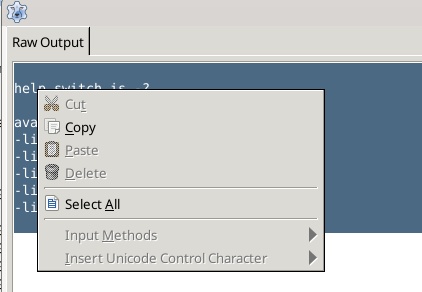 Raw Output
help switch is -?
ava
-li
-li
-li
-li
-li
Cut
Copy
Paste
Delete
Select All
Input Methods
Insert Unicode Control Character